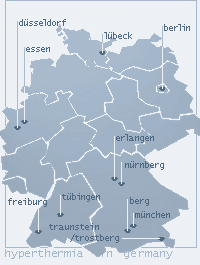 düsseldorf
berlin
lübeck
essen
erlangen
nürnberg
tübingen
freiburg
berg
münchen
traunstein
/trostberg
hyperthermia in germany